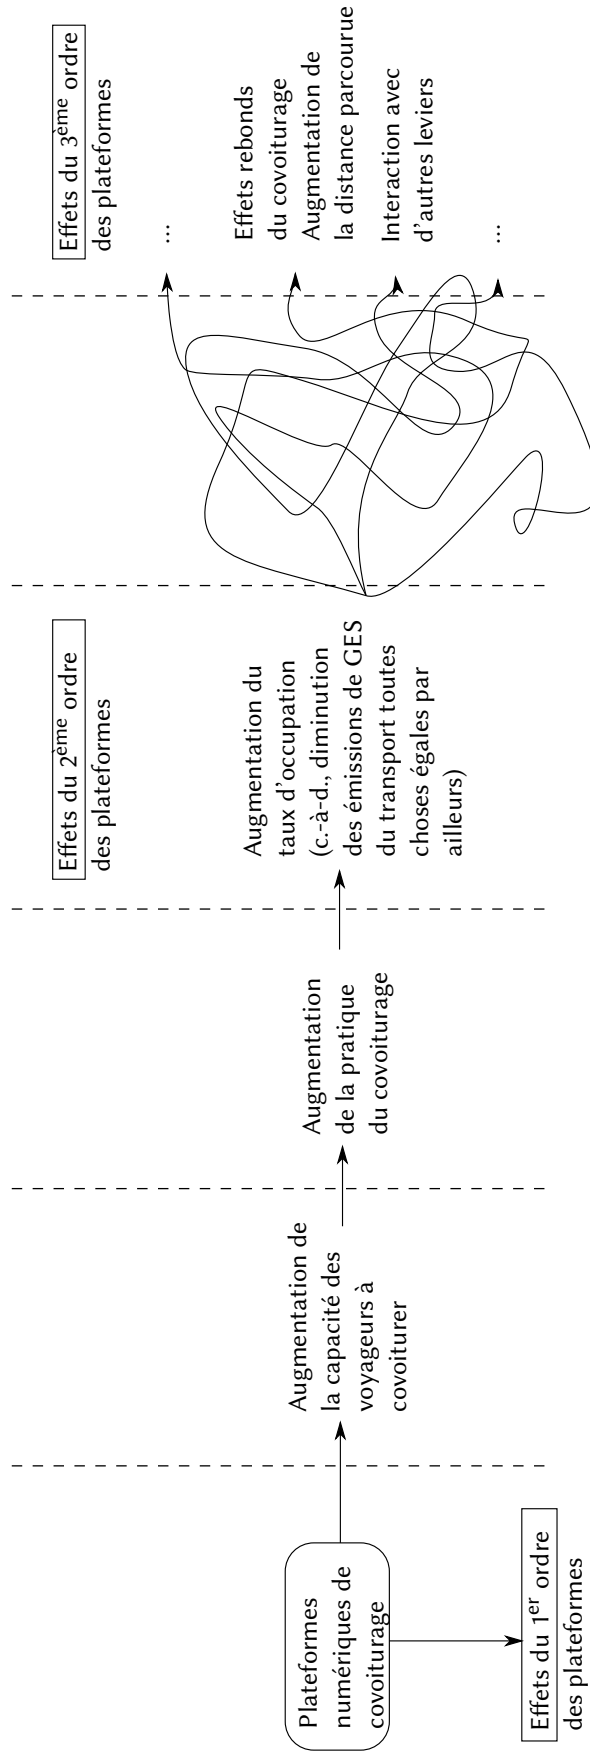 Plateformes
numériques de
covoiturage
Effets du 1er ordre
des plateformes
Augmentation de
la capacité des
voyageurs à
covoiturer
Augmentation
de la pratique
du covoiturage
Effets du 2ème ordre
des plateformes
Augmentation du
taux d'occupation
(c.-à-d., diminution
des émissions de GES
du transport toutes
choses égales par
ailleurs)
Effets du 3ème ordre
des plateformes
...
Effets rebonds
du covoiturage
Augmentation de
la distance parcourue
Interaction avec
d'autres leviers
...